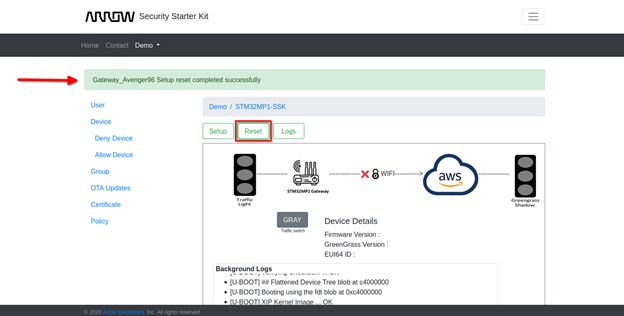 ARROW Security Starter Kit
Home Contact Demo
Gateway_Avenger96 Setup reset completed successfully
User
Device
Deny Device
Allow Device
Group
OTA Updates
Certificate
Policy
Demo / STM32MP1-SSK
Setup Reset Logs
Traffic
Light
STM32MP1 Gateway
WIFI
aws
Greengrass
Shadow
GRAY
Traffic switch
Device Details
Firmware Version :
GreenGrass Version :
EUI64 ID :
Background Logs
[U-BOOT] ## Flattened Device Tree blob at c4000000
[U-BOOT] Booting using the fdt blob at 0xc4000000
[U-BOOT] XIP Kernel Image ... OK
© 2020 Arrow Electronics, Inc. All rights reserved